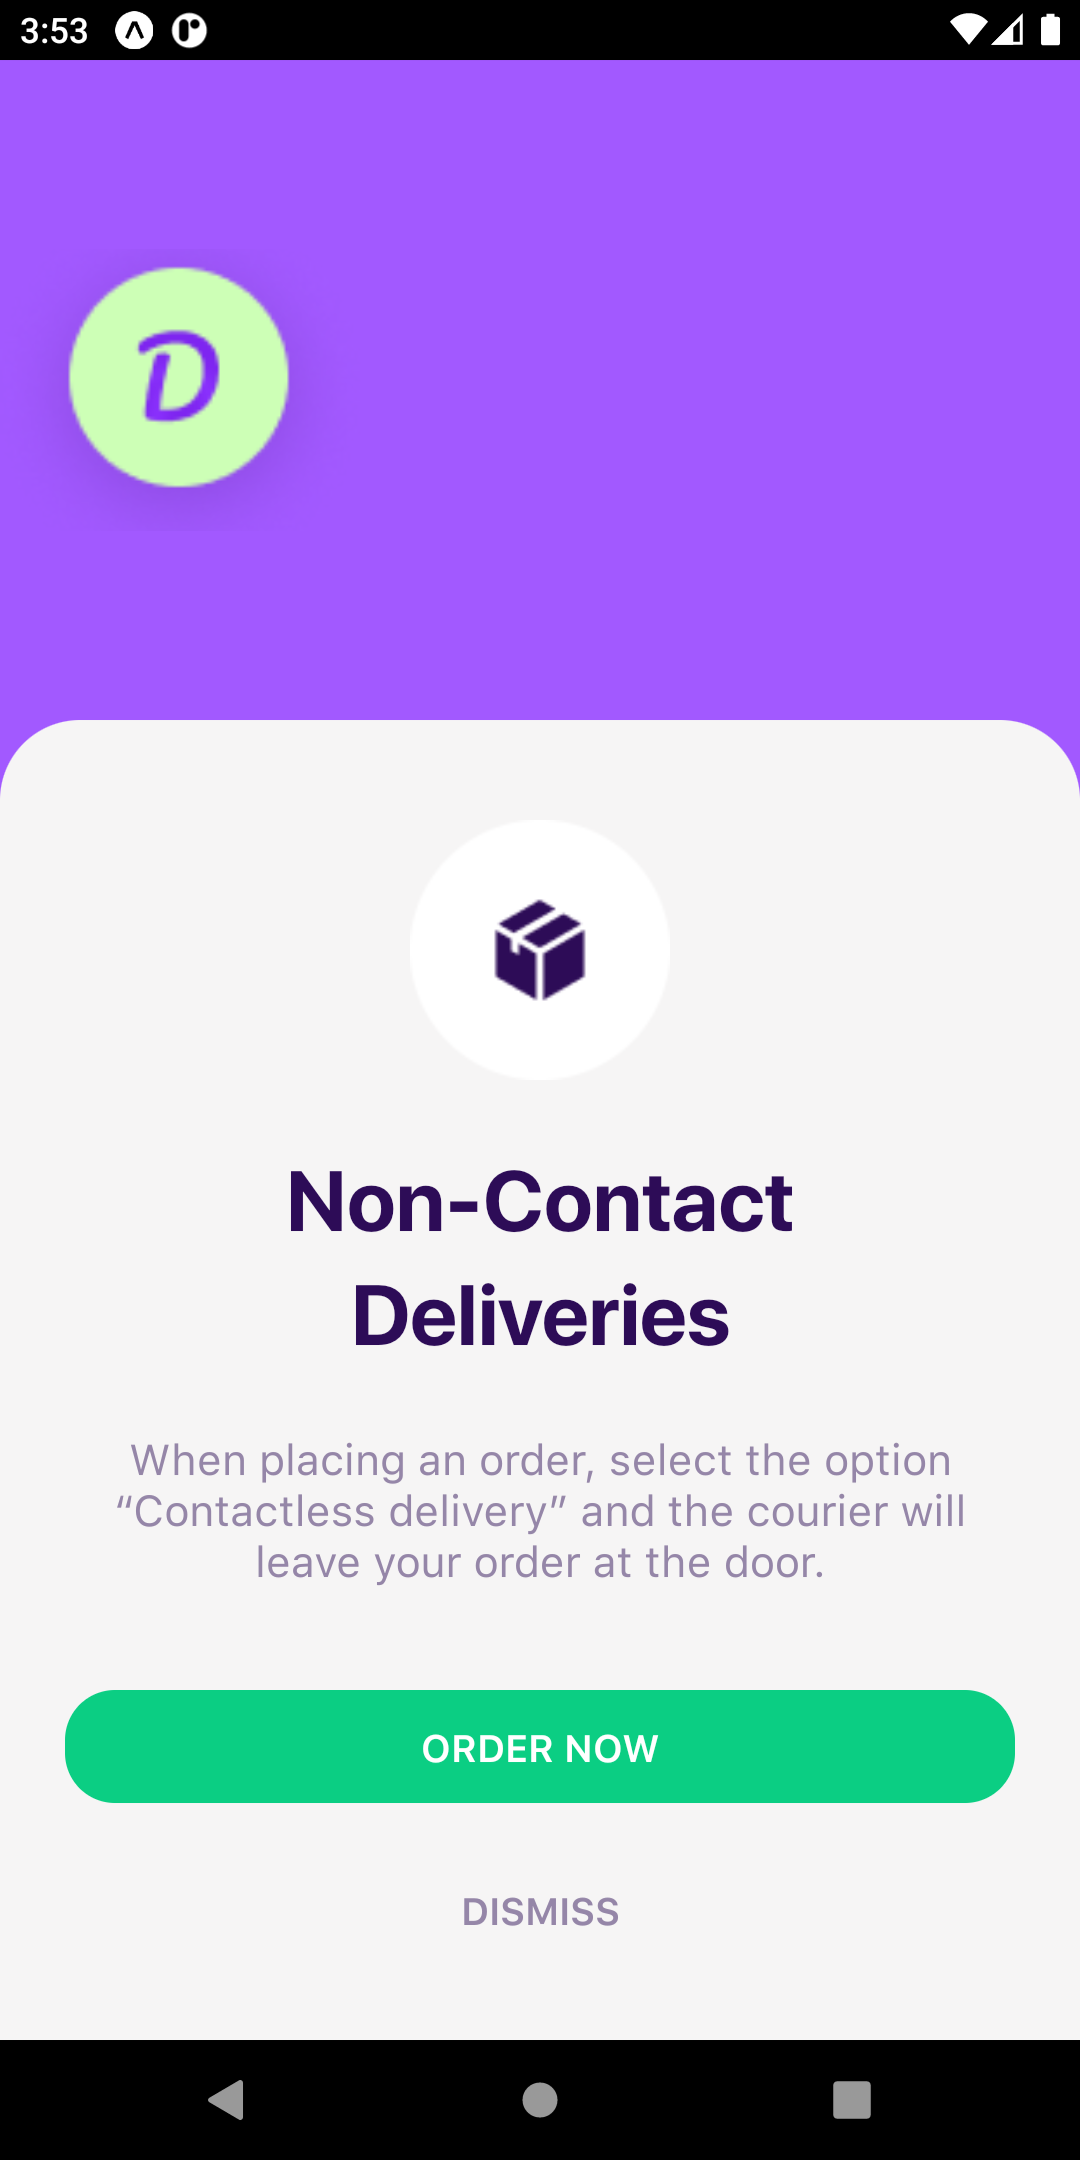 3:53
D
Non-Contact
Deliveries
When placing an order, select the option
“Contactless delivery” and the courier will
leave your order at the door.
ORDER NOW
DISMISS